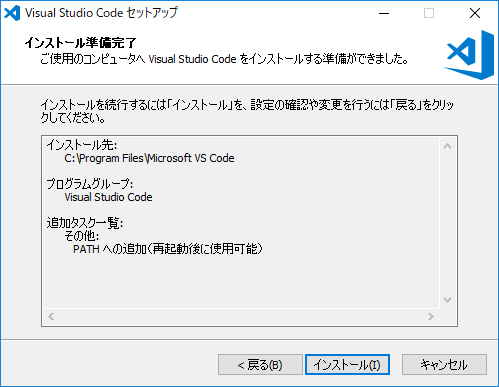 Visual Studio Code セットアップ
インストール準備完了
ご使用のコンピュータへ Visual Studio Code をインストールする準備ができました。
インストールを続行するには「インストール」を、設定の確認や変更を行うには「戻る」をクリッ
クしてください。
インストール先:
C:\Program Files\Microsoft VS Code
プログラムグループ:
Visual Studio Code
追加タスク一覧:
その他:
PATH への追加（再起動後に使用可能）
< 戻る(B)
インストール(I)
キャンセル